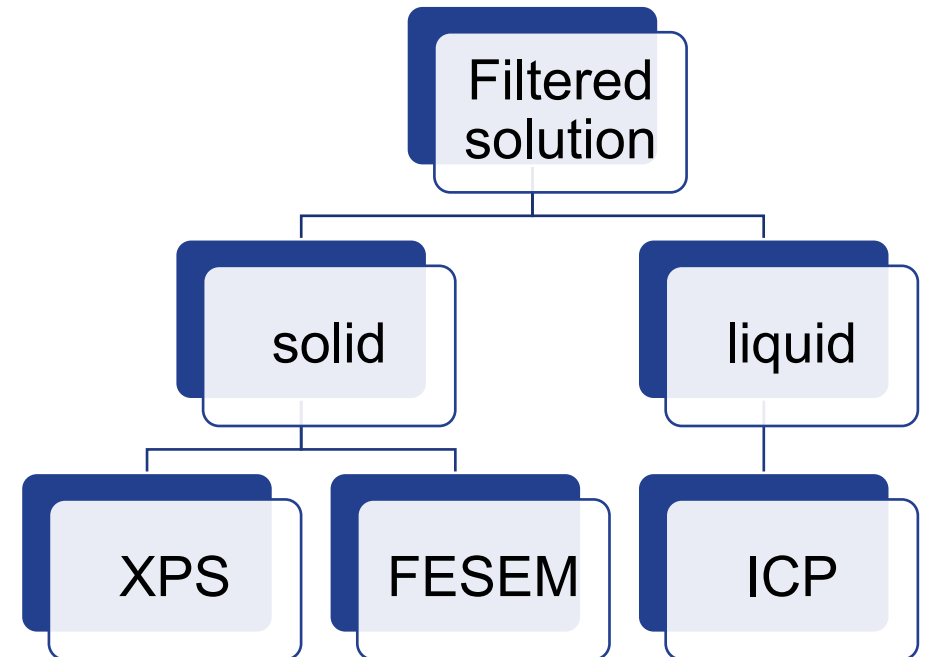 Filtered
solution
solid
liquid
XPS
FESEM
ICP